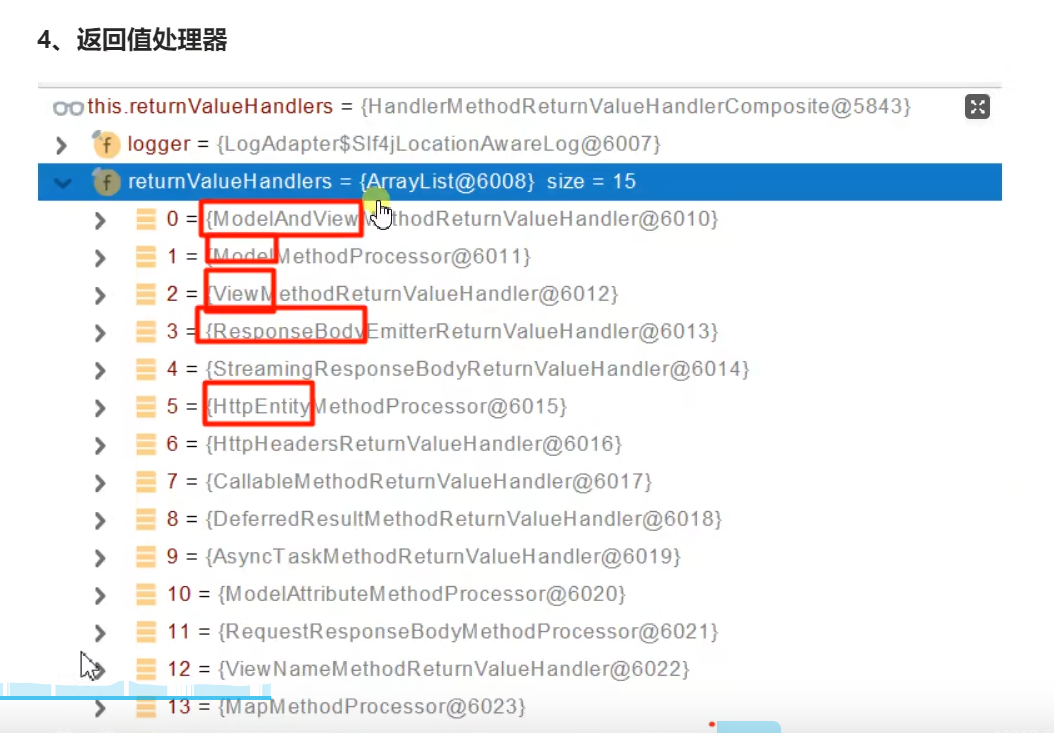 4、返回值处理器
this.returnValueHandlers = {HandlerMethodReturnValueHandlerComposite@5843}
f logger = {LogAdapter$Slf4jLocationAwareLog@6007}
f returnValueHandlers = {ArrayList@6008} size = 15
0 = {ModelAndViewMethodReturnValueHandler@6010}
1 = {ModelMethodProcessor@6011}
2 = {ViewMethodReturnValueHandler@6012}
3 = {ResponseBodyEmitterReturnValueHandler@6013}
4 = {StreamingResponseBodyReturnValueHandler@6014}
5 = {HttpEntityMethodProcessor@6015}
6 = {HttpHeadersReturnValueHandler@6016}
7 = {CallableMethodReturnValueHandler@6017}
8 = {DeferredResultMethodReturnValueHandler@6018}
9 = {AsyncTaskMethodReturnValueHandler@6019}
10 = {ModelAttributeMethodProcessor@6020}
11 = {RequestResponseBodyMethodProcessor@6021}
12 = {ViewNameMethodReturnValueHandler@6022}
13 = {MapMethodProcessor@6023}